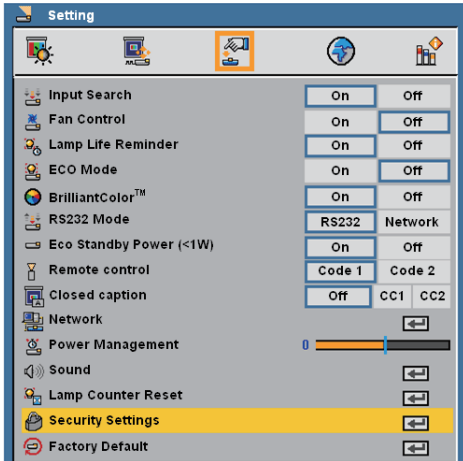 Setting
Input Search On Off
Fan Control On Off
Lamp Life Reminder On Off
ECO Mode On Off
BrilliantColor™ On Off
RS232 Mode RS232 Network
Eco Standby Power (<1W) On Off
Remote control Code 1 Code 2
Closed caption Off CC1 CC2
Network
Power Management 0
Sound
Lamp Counter Reset
Security Settings
Factory Default